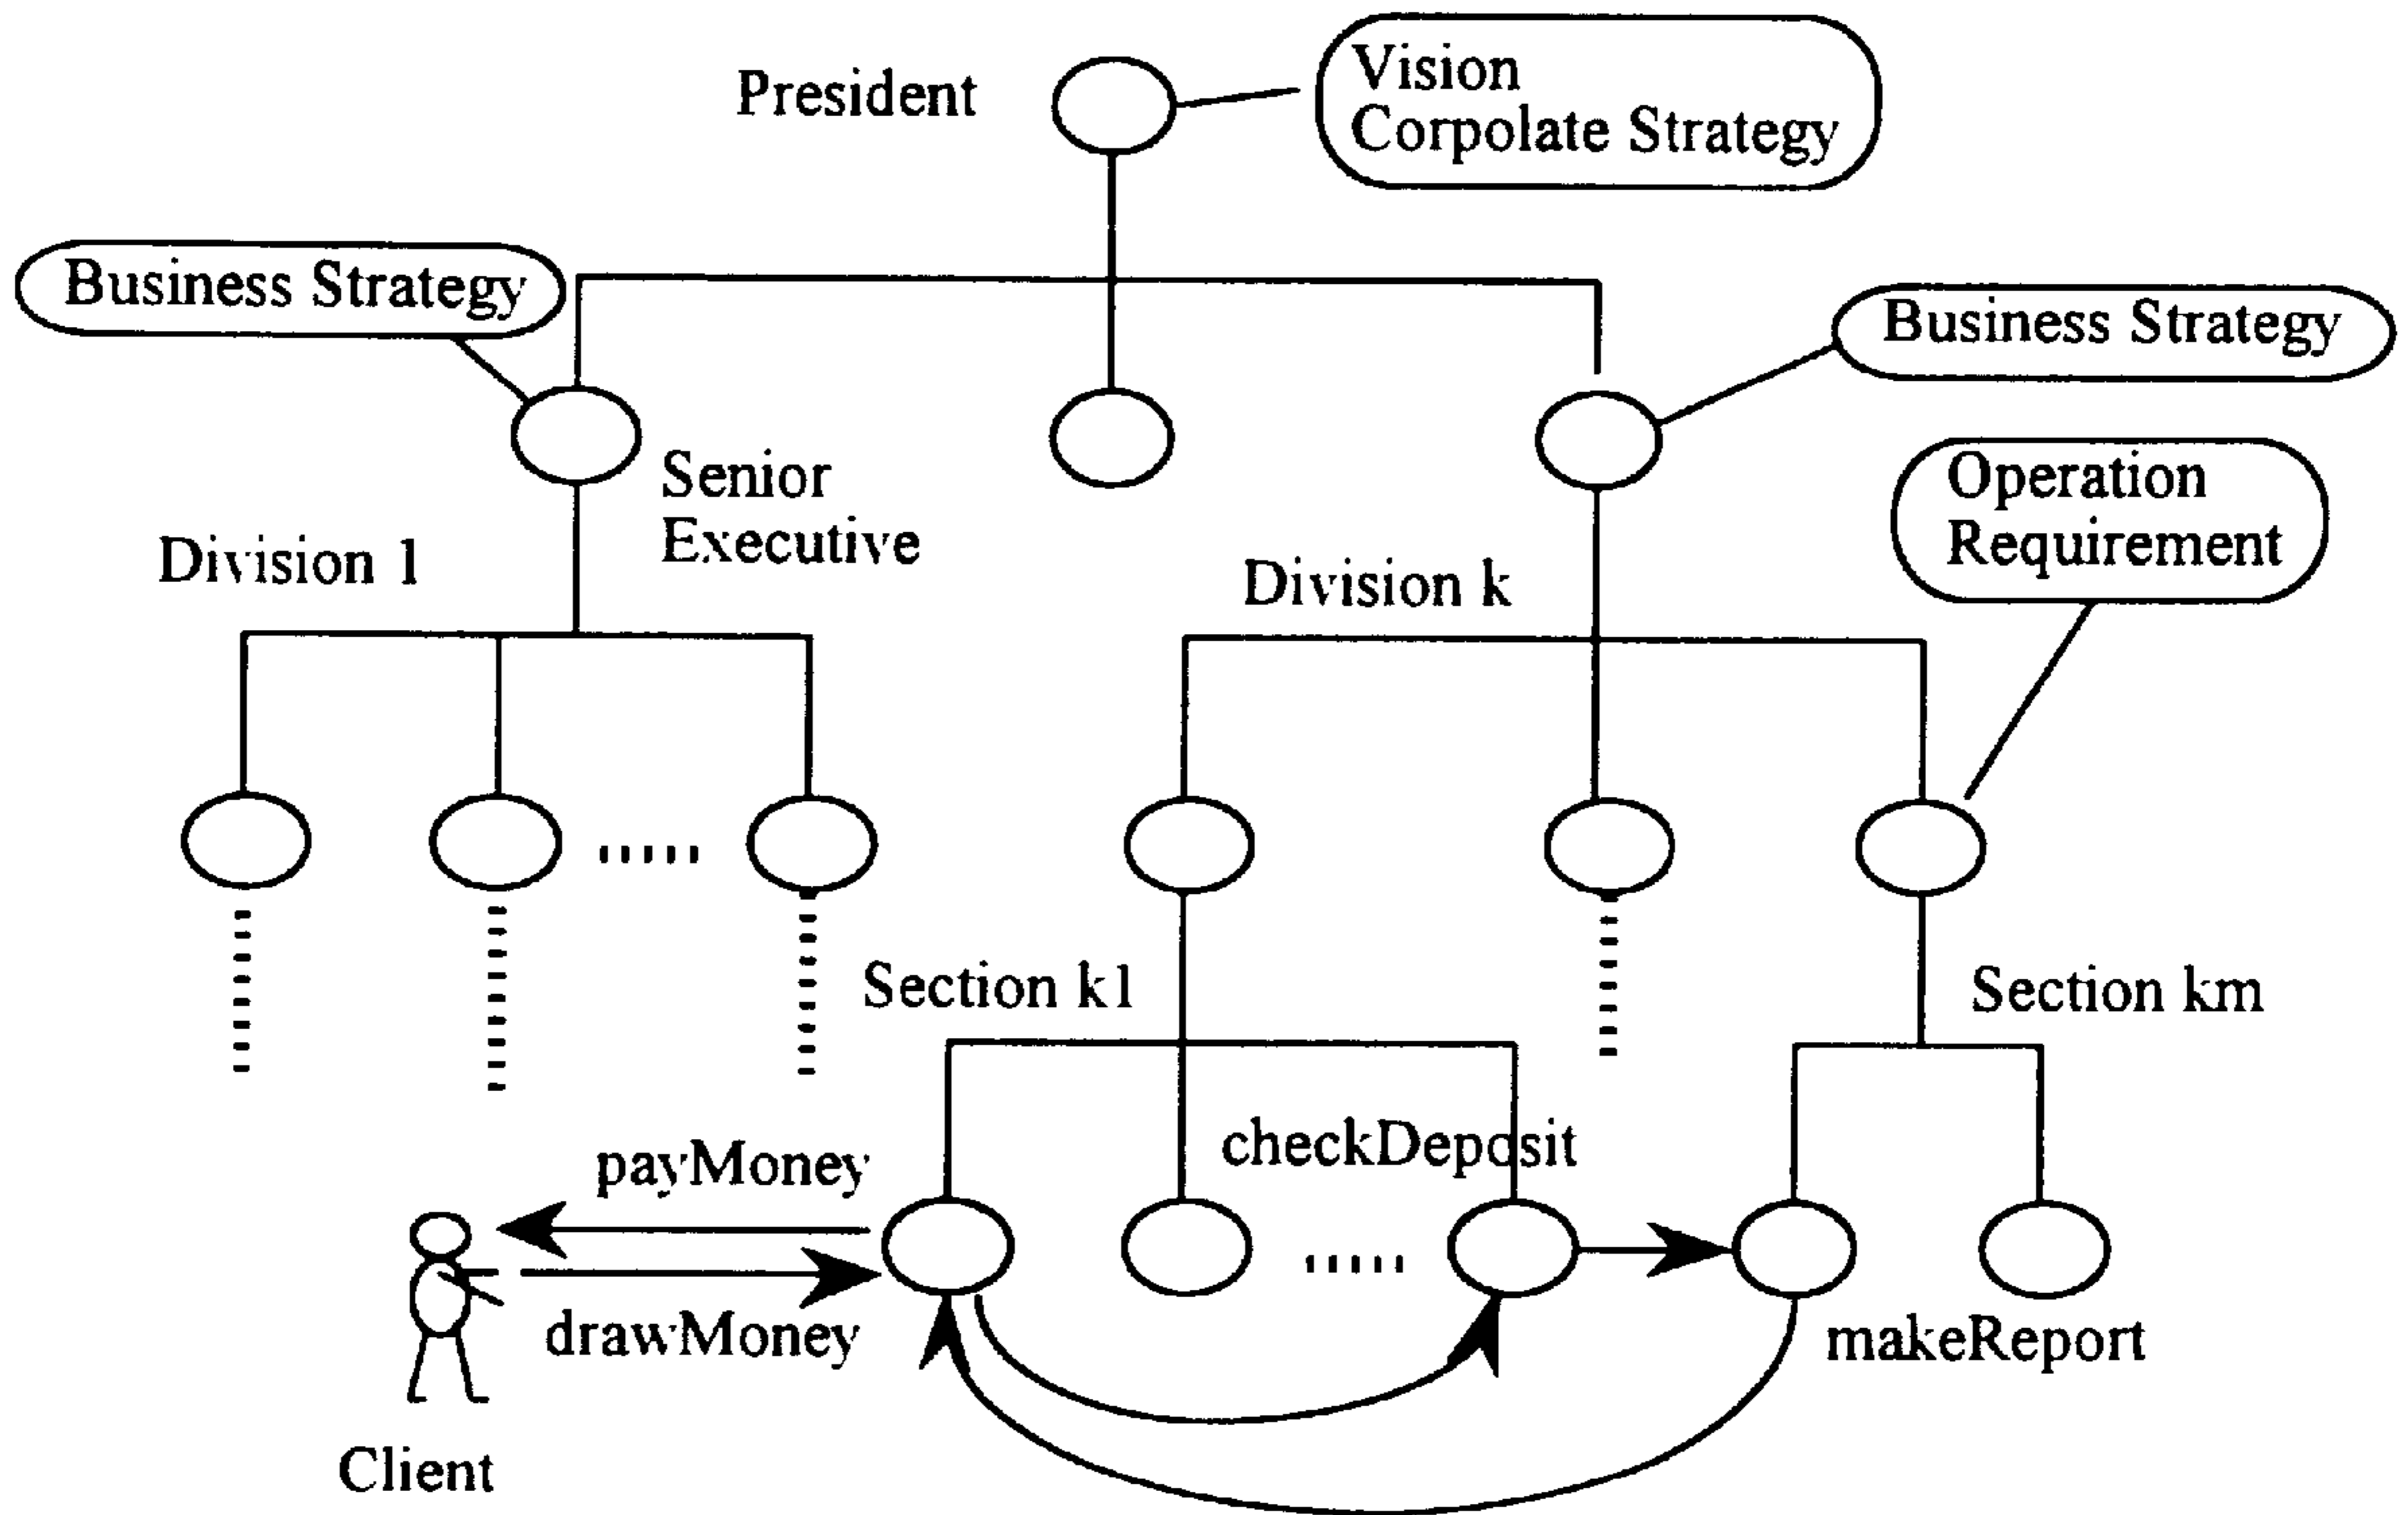 President
Vision
Corpolate Strategy
Business Strategy
Business Strategy
Senior
Executive
Operation
Requirement
Division 1
Division k
Section k1
Section km
checkDeposit
payMoney
drawMoney
makeReport
Client